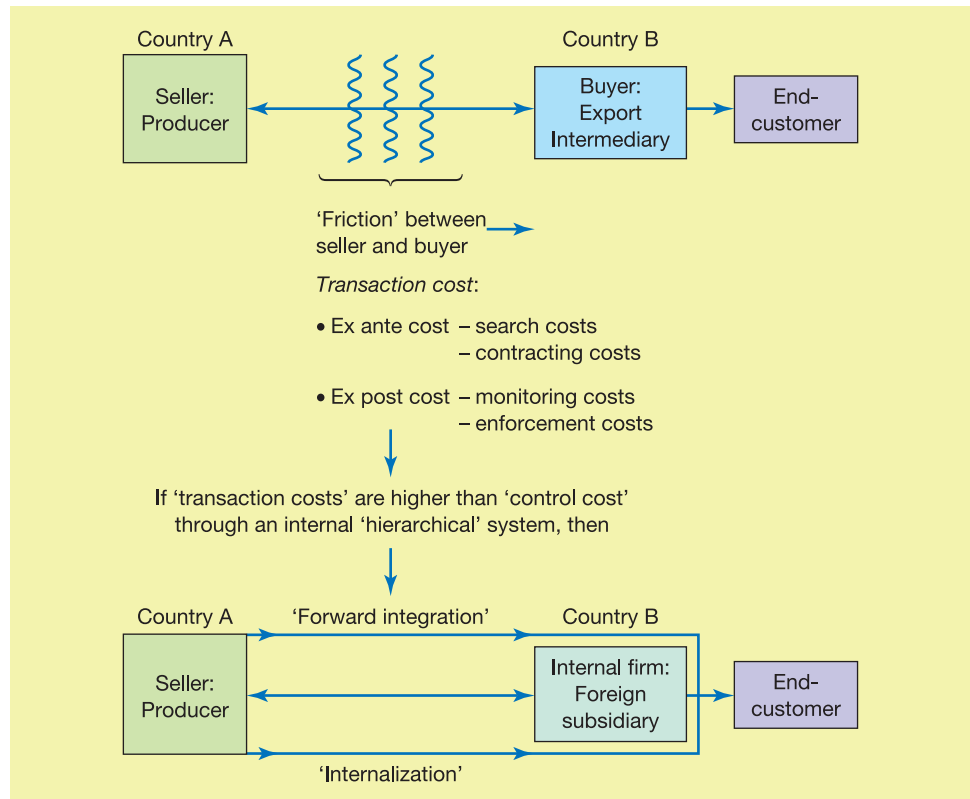 Country A
Country B
Seller:
Producer
Buyer:
Export
Intermediary
End-
customer
‘Friction’ between
seller and buyer
Transaction cost:
• Ex ante cost – search costs
– contracting costs
• Ex post cost – monitoring costs
– enforcement costs
If ‘transaction costs’ are higher than ‘control cost’
through an internal ‘hierarchical’ system, then
Country A
‘Forward integration’
Country B
Seller:
Producer
Internal firm:
Foreign
subsidiary
End-
customer
‘Internalization’